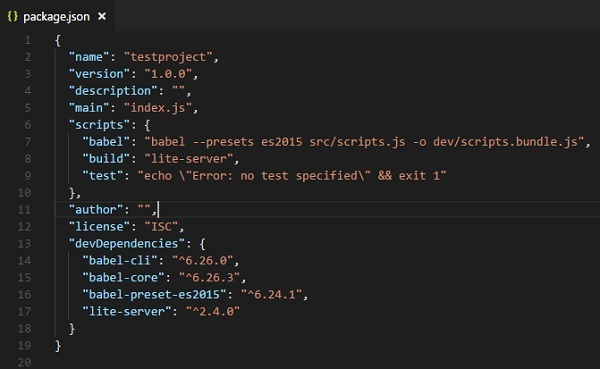 {} package.json ×
1 {
2 "name": "testproject",
3 "version": "1.0.0",
4 "description": "",
5 "main": "index.js",
6 "scripts": {
7 "babel": "babel --presets es2015 src/scripts.js -o dev/scripts.bundle.js",
8 "build": "lite-server",
9 "test": "echo \"Error: no test specified\" && exit 1"
10 },
11 "author": "",
12 "license": "ISC",
13 "devDependencies": {
14 "babel-cli": "^6.26.0",
15 "babel-core": "^6.26.3",
16 "babel-preset-es2015": "^6.24.1",
17 "lite-server": "^2.4.0"
18 }
19 }
20